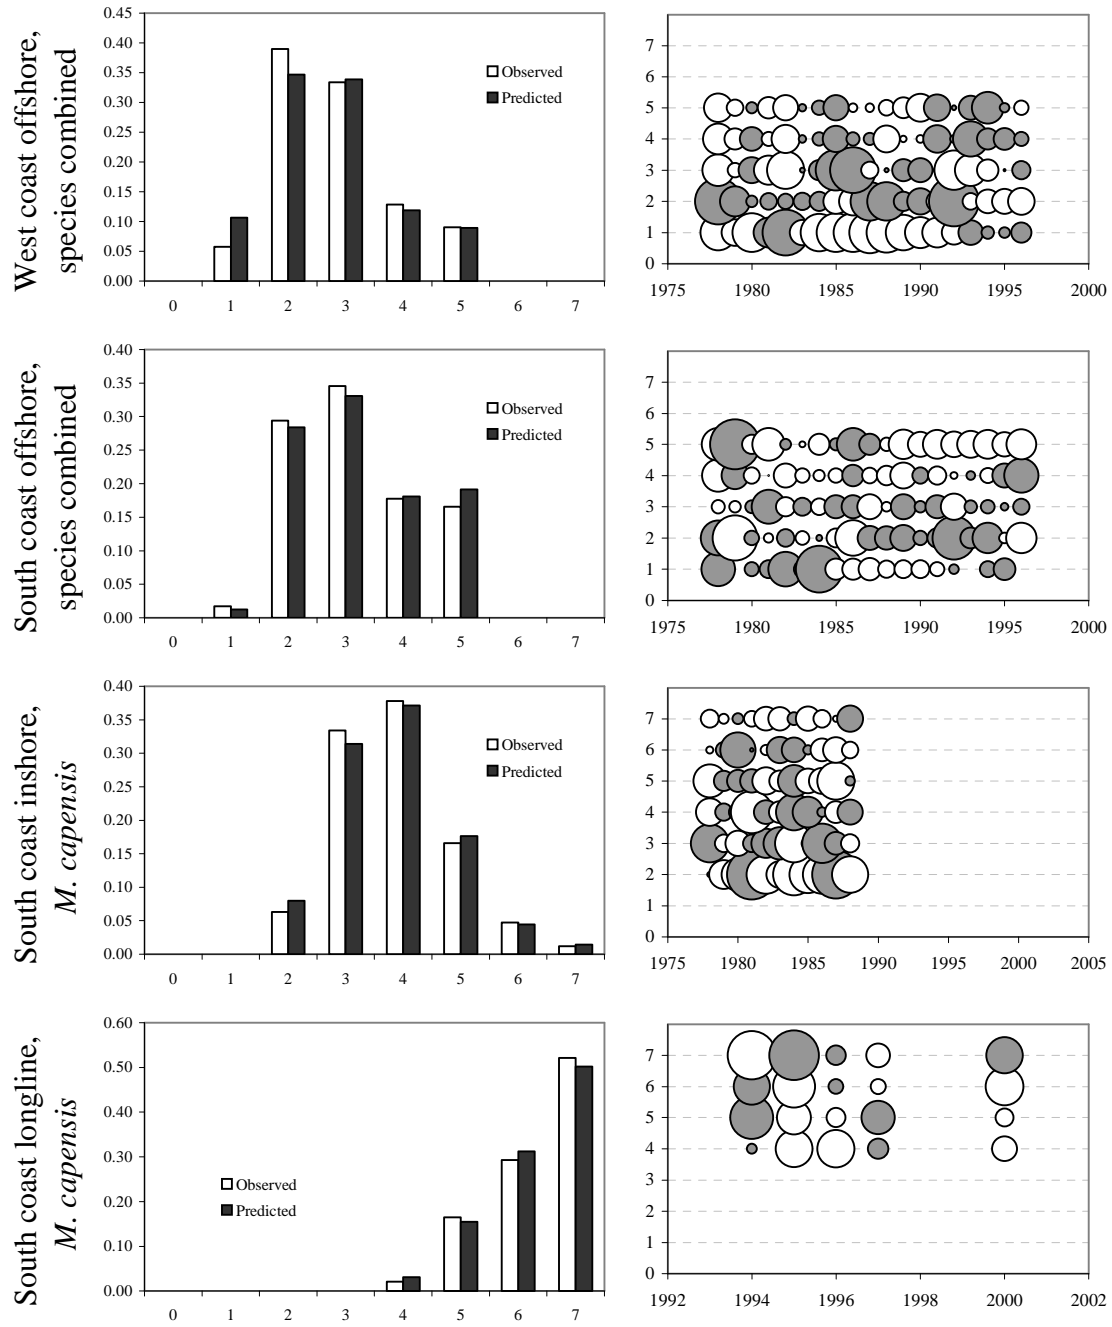 West coast offshore,
species combined
0.45
0.40
0.35
0.30
0.25
0.20
0.15
0.10
0.05
0.00
0 1 2 3 4 5 6 7
Observed
Predicted
7
6
5
4
3
2
1
0
1975 1980 1985 1990 1995 2000
South coast offshore,
species combined
0.40
0.35
0.30
0.25
0.20
0.15
0.10
0.05
0.00
0 1 2 3 4 5 6 7
Observed
Predicted
7
6
5
4
3
2
1
0
1975 1980 1985 1990 1995 2000
South coast inshore,
M. capensis
0.40
0.35
0.30
0.25
0.20
0.15
0.10
0.05
0.00
0 1 2 3 4 5 6 7
Observed
Predicted
7
6
5
4
3
2
1
0
1975 1980 1985 1990 1995 2000 2005
South coast longline,
M. capensis
0.60
0.50
0.40
0.30
0.20
0.10
0.00
0 1 2 3 4 5 6 7
Observed
Predicted
7
6
5
4
3
2
1
0
1992 1994 1996 1998 2000 2002